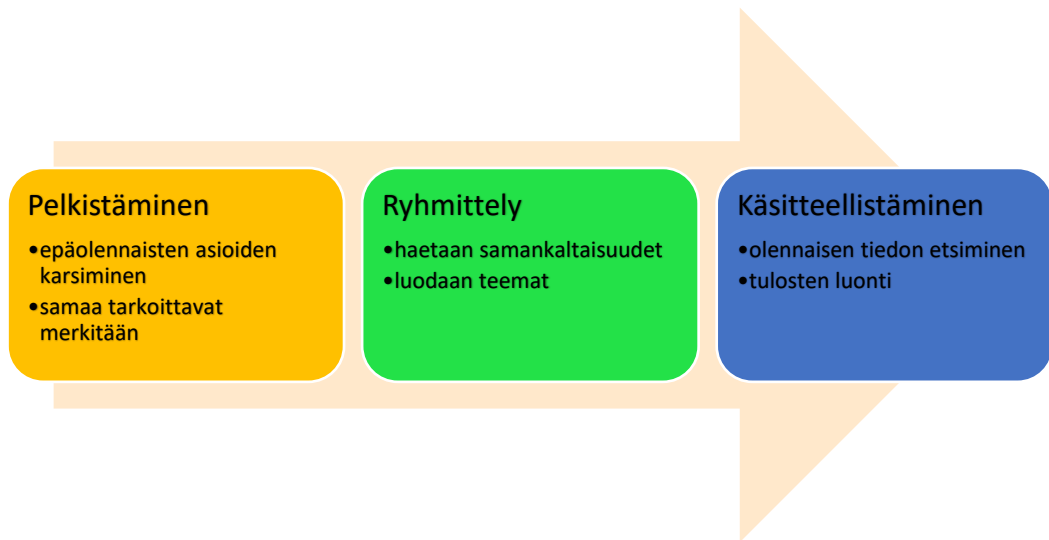 Pelkistäminen
•epäolennaisten asioiden
karsiminen
•samaa tarkoittavat
merkitään
Ryhmittely
•haetaan samankaltaisuudet
•luodaan teemat
Käsitteellistäminen
•olennaisen tiedon etsiminen
•tulosten luonti